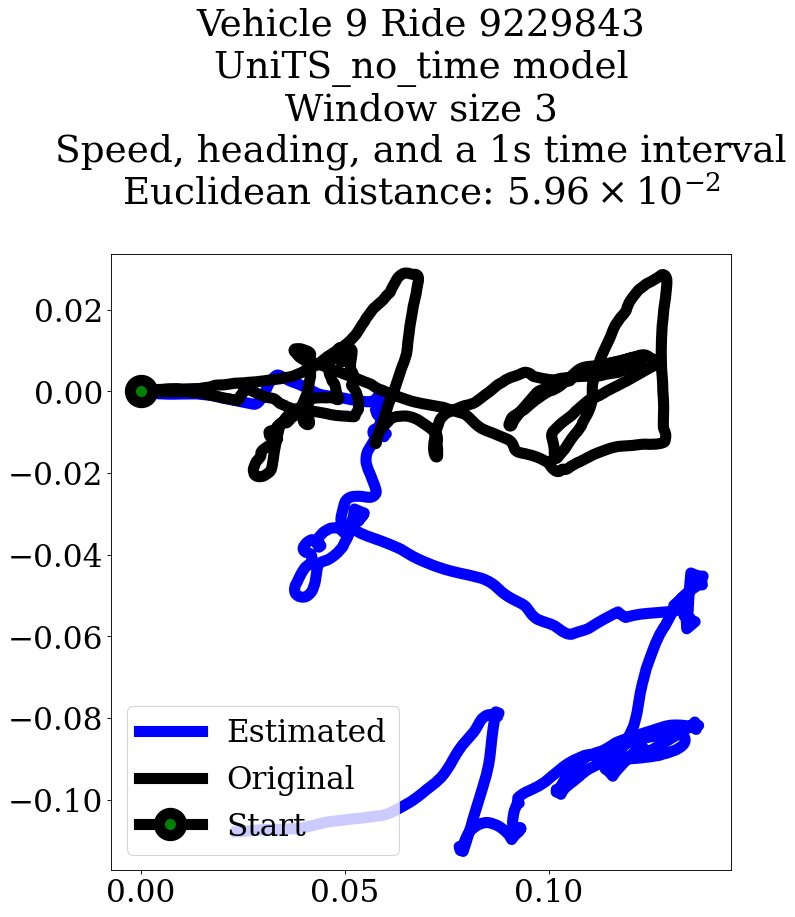 Vehicle 9 Ride 9229843
UniTS_no_time model
Window size 3
Speed, heading, and a 1s time interval
Euclidean distance: 5.96 × 10⁻²
0.02
0.00
−0.02
−0.04
−0.06
−0.08
−0.10
Estimated
Original
Start
0.00 0.05 0.10